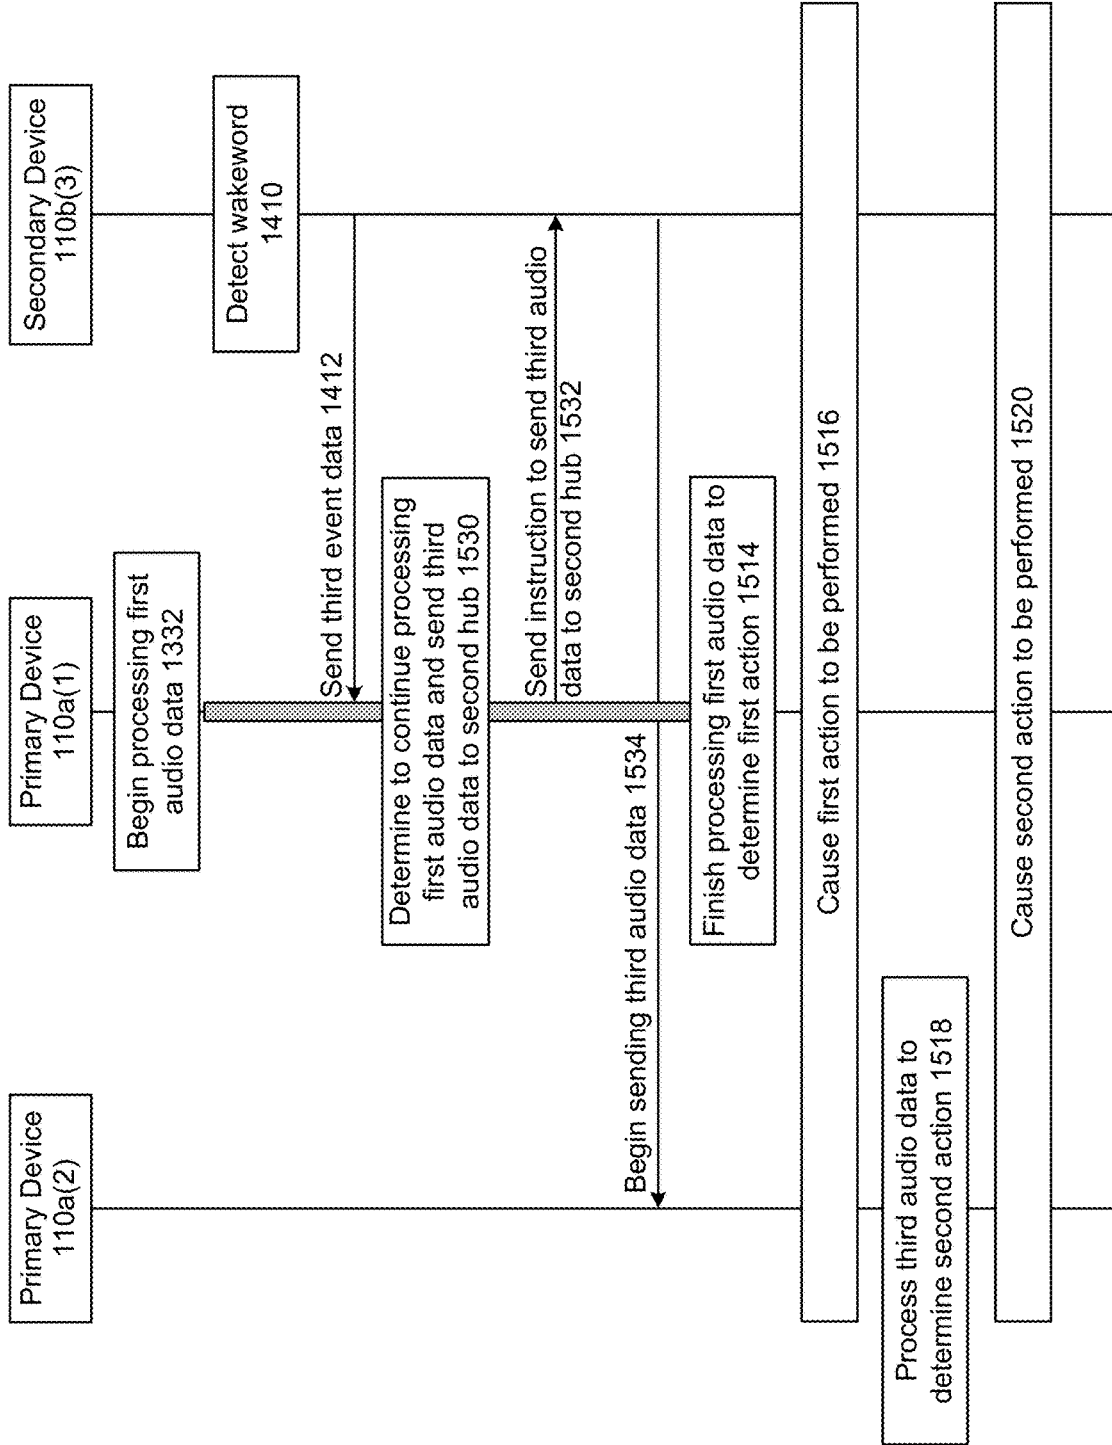 Primary Device
110a(2)
Primary Device
110a(1)
Secondary Device
110b(3)
Begin processing first
audio data 1332
Detect wakeword
1410
Send third event data 1412
Determine to continue processing
first audio data and send third
audio data to second hub 1530
Send instruction to send third audio
data to second hub 1532
Begin sending third audio data 1534
Finish processing first audio data to
determine first action 1514
Cause first action to be performed 1516
Process third audio data to
determine second action 1518
Cause second action to be performed 1520